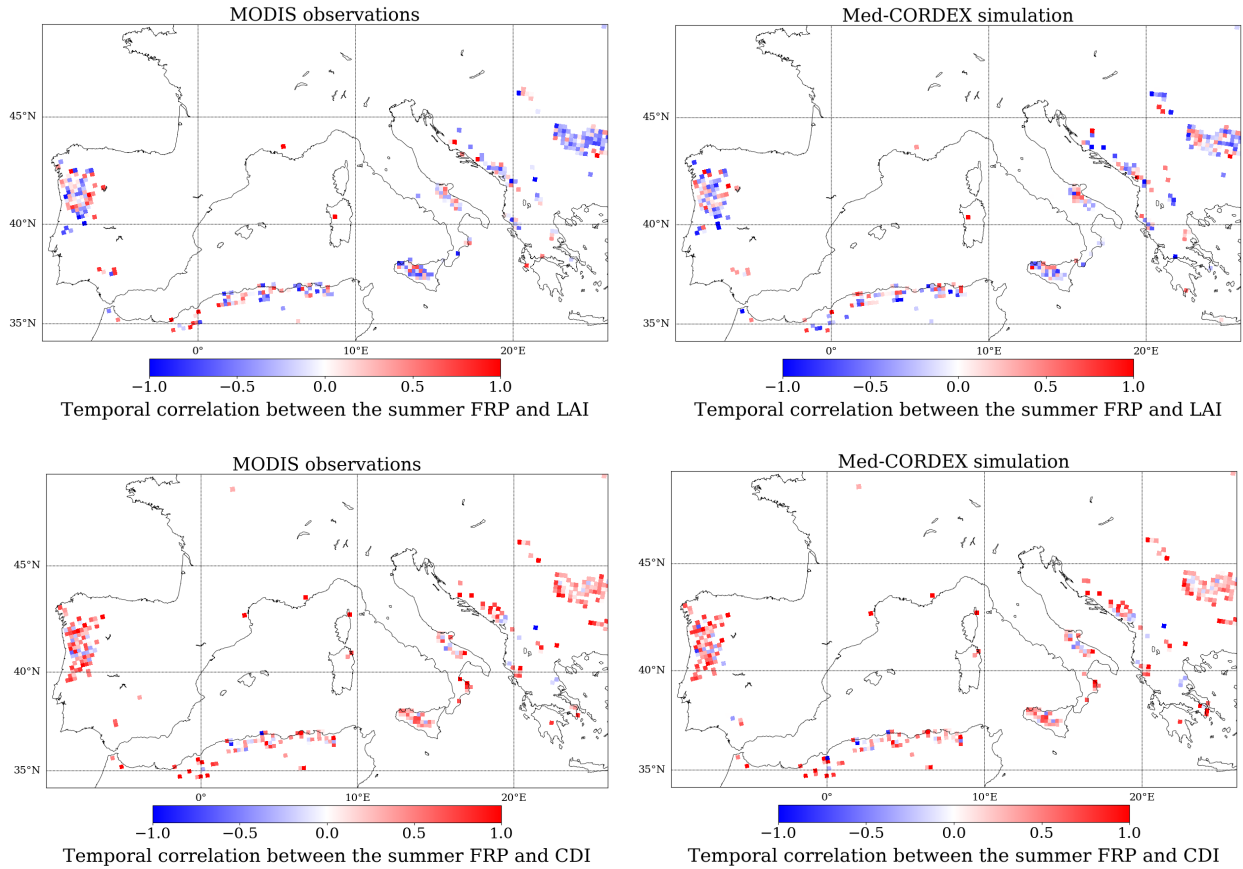 MODIS observations
45°N
40°N
35°N
0°
10°E
20°E
−1.0
−0.5
0.0
0.5
1.0
Temporal correlation between the summer FRP and LAI
Med-CORDEX simulation
45°N
40°N
35°N
0°
10°E
20°E
−1.0
−0.5
0.0
0.5
1.0
Temporal correlation between the summer FRP and LAI
MODIS observations
45°N
40°N
35°N
0°
10°E
20°E
−1.0
−0.5
0.0
0.5
1.0
Temporal correlation between the summer FRP and CDI
Med-CORDEX simulation
45°N
40°N
35°N
0°
10°E
20°E
−1.0
−0.5
0.0
0.5
1.0
Temporal correlation between the summer FRP and CDI